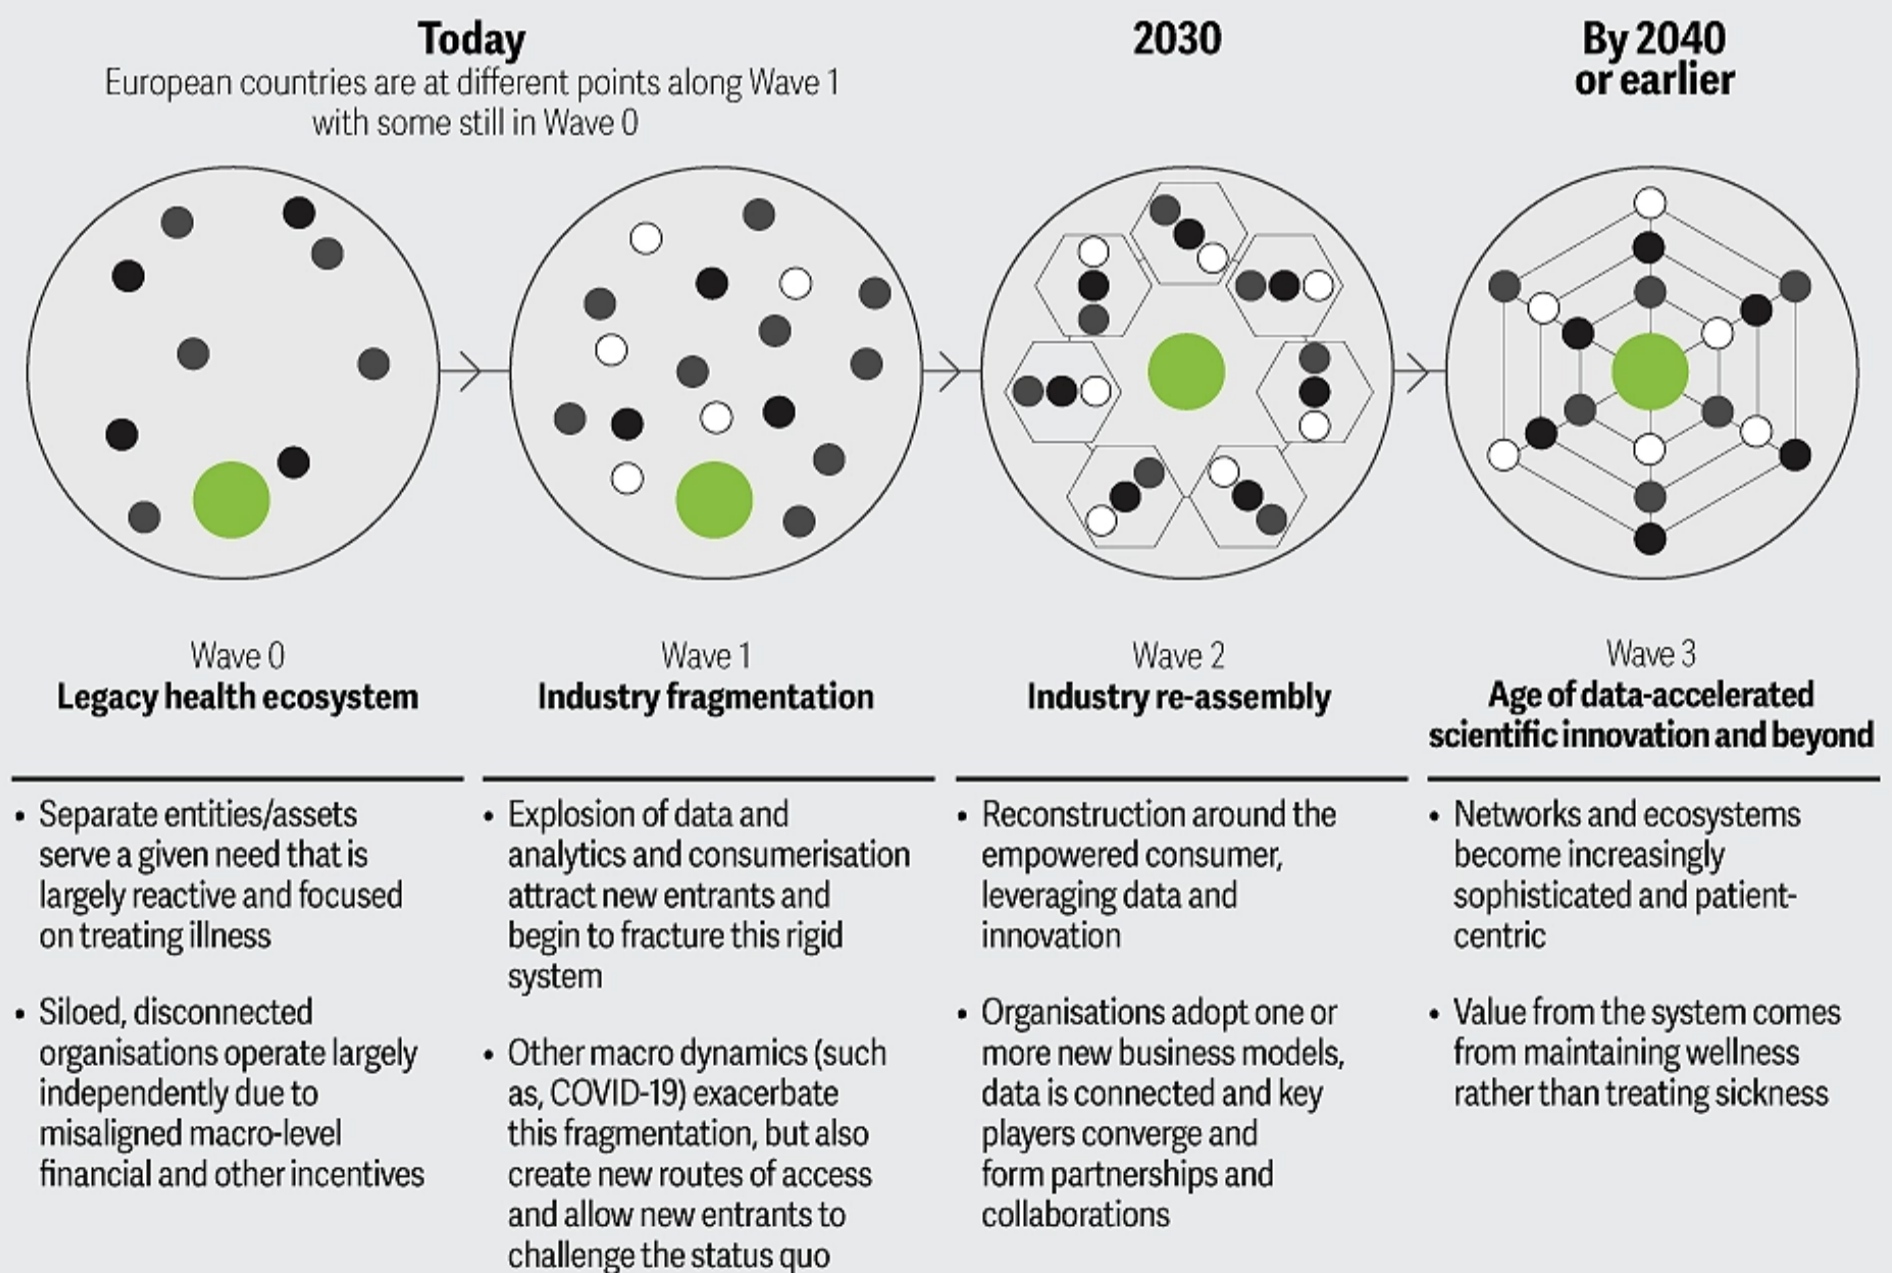 Today
European countries are at different points along Wave 1
with some still in Wave 0
2030
By 2040
or earlier
Wave 0
Legacy health ecosystem
• Separate entities/assets
serve a given need that is
largely reactive and focused
on treating illness
• Siloed, disconnected
organisations operate largely
independently due to
misaligned macro-level
financial and other incentives
Wave 1
Industry fragmentation
• Explosion of data and
analytics and consumerisation
attract new entrants and
begin to fracture this rigid
system
• Other macro dynamics (such
as, COVID-19) exacerbate
this fragmentation, but also
create new routes of access
and allow new entrants to
challenge the status quo
Wave 2
Industry re-assembly
• Reconstruction around the
empowered consumer,
leveraging data and
innovation
• Organisations adopt one or
more new business models,
data is connected and key
players converge and
form partnerships and
collaborations
Wave 3
Age of data-accelerated
scientific innovation and beyond
• Networks and ecosystems
become increasingly
sophisticated and patient-
centric
• Value from the system comes
from maintaining wellness
rather than treating sickness